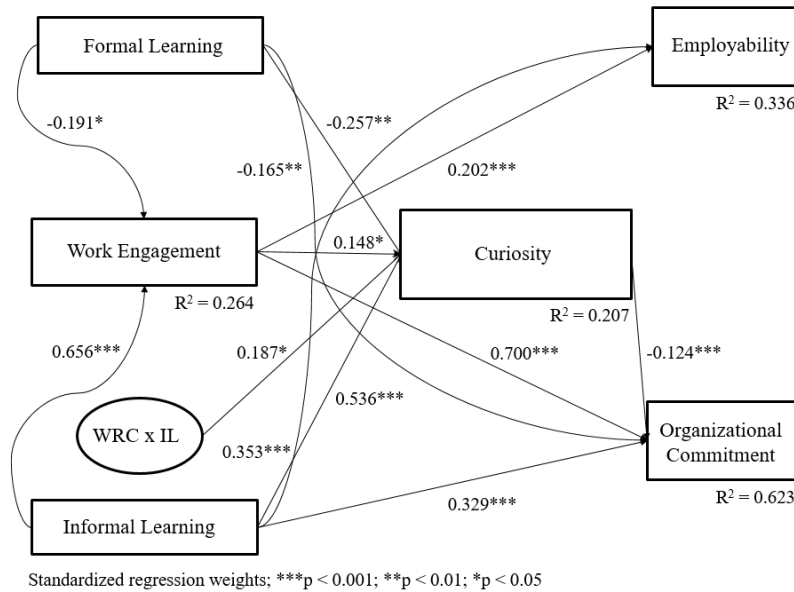 Formal Learning
Employability
R² = 0.336
-0.191*
-0.257**
-0.165**
0.202***
Work Engagement
0.148*
Curiosity
R² = 0.264
R² = 0.207
0.656***
0.187*
0.700***
-0.124***
0.536***
WRC x IL
0.353***
Organizational
Commitment
R² = 0.623
Informal Learning
0.329***
Standardized regression weights; ***p < 0.001; **p < 0.01; *p < 0.05